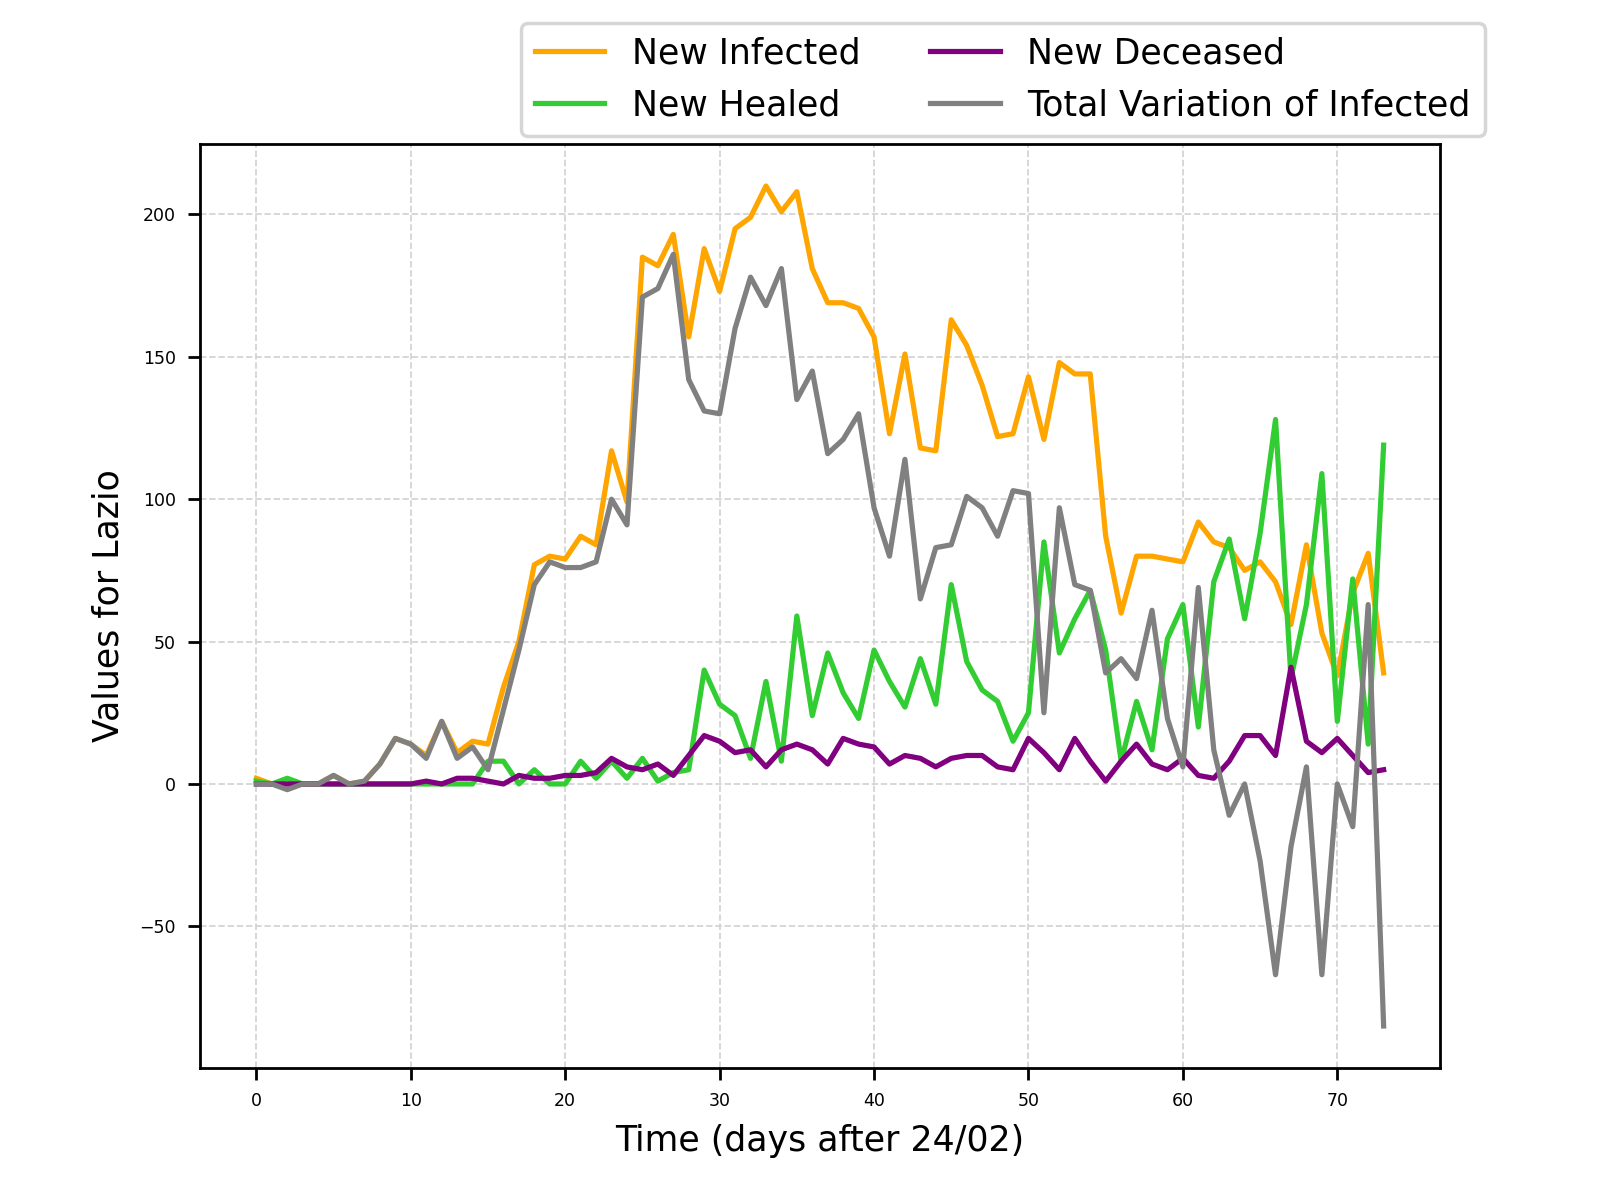 New Infected
New Healed
New Deceased
Total Variation of Infected
200
150
100
50
0
−50
Values for Lazio
0 10 20 30 40 50 60 70
Time (days after 24/02)